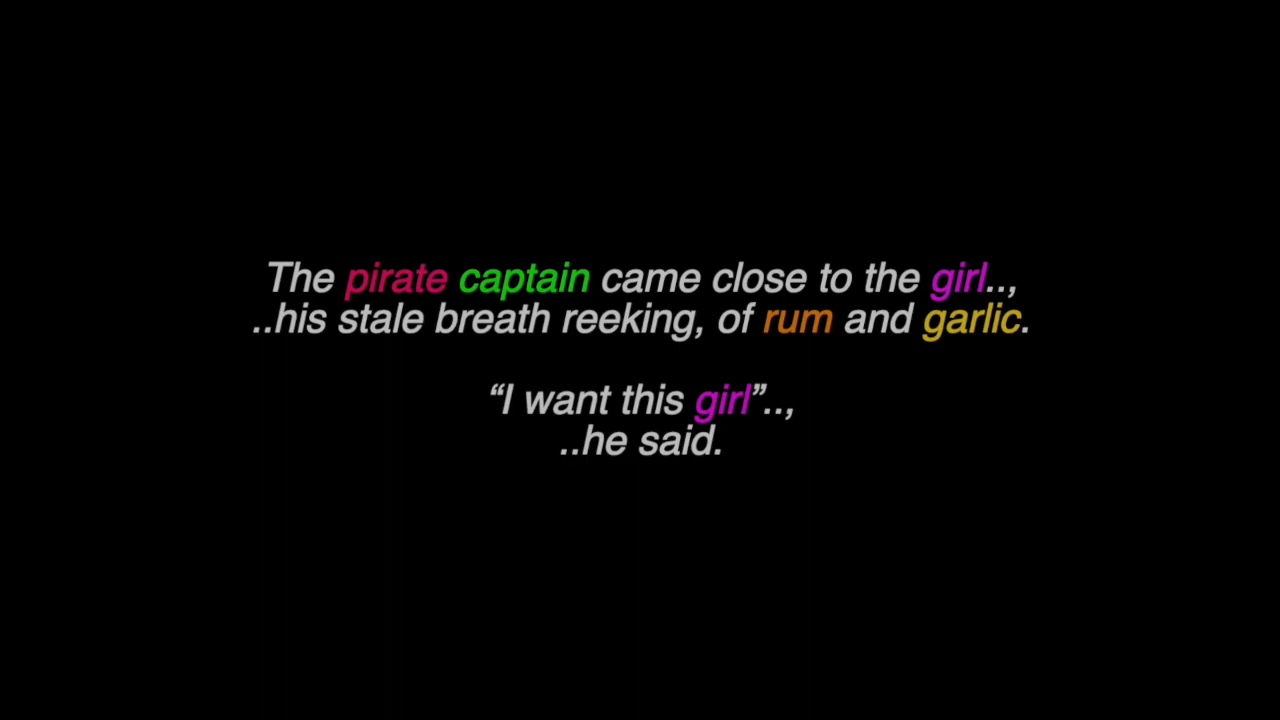 The pirate captain came close to the girl..,
..his stale breath reeking, of rum and garlic.
“I want this girl”..,
..he said.